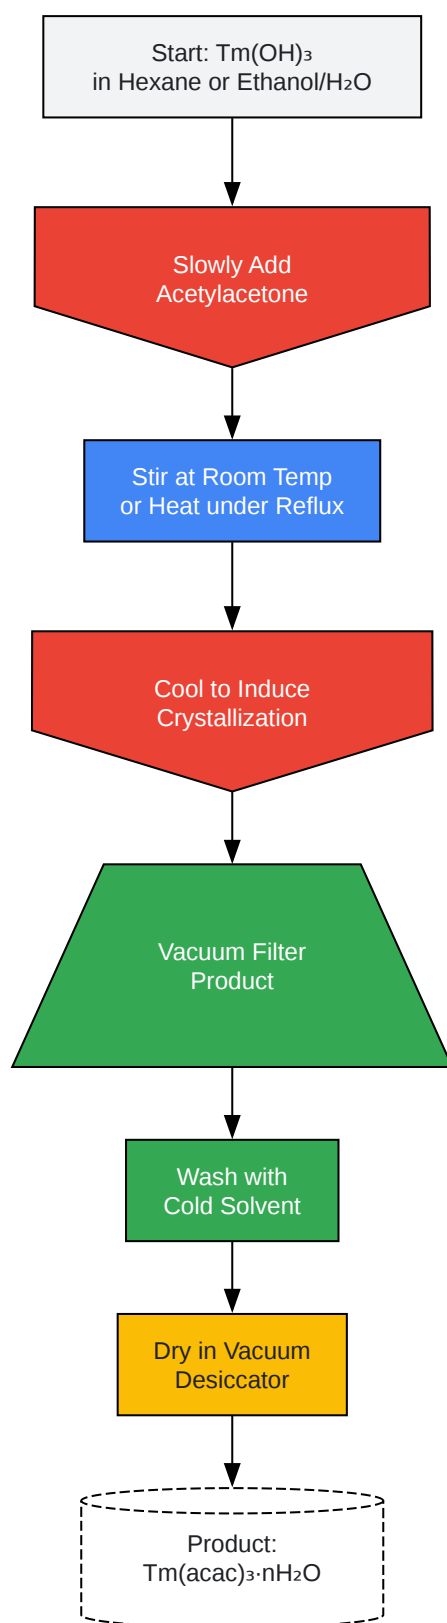 Start: Tm(OH)₃
in Hexane or Ethanol/H₂O
Slowly Add
Acetylacetone
Stir at Room Temp
or Heat under Reflux
Cool to Induce
Crystallization
Vacuum Filter
Product
Wash with
Cold Solvent
Dry in Vacuum
Desiccator
Product:
Tm(acac)₃·nH₂O